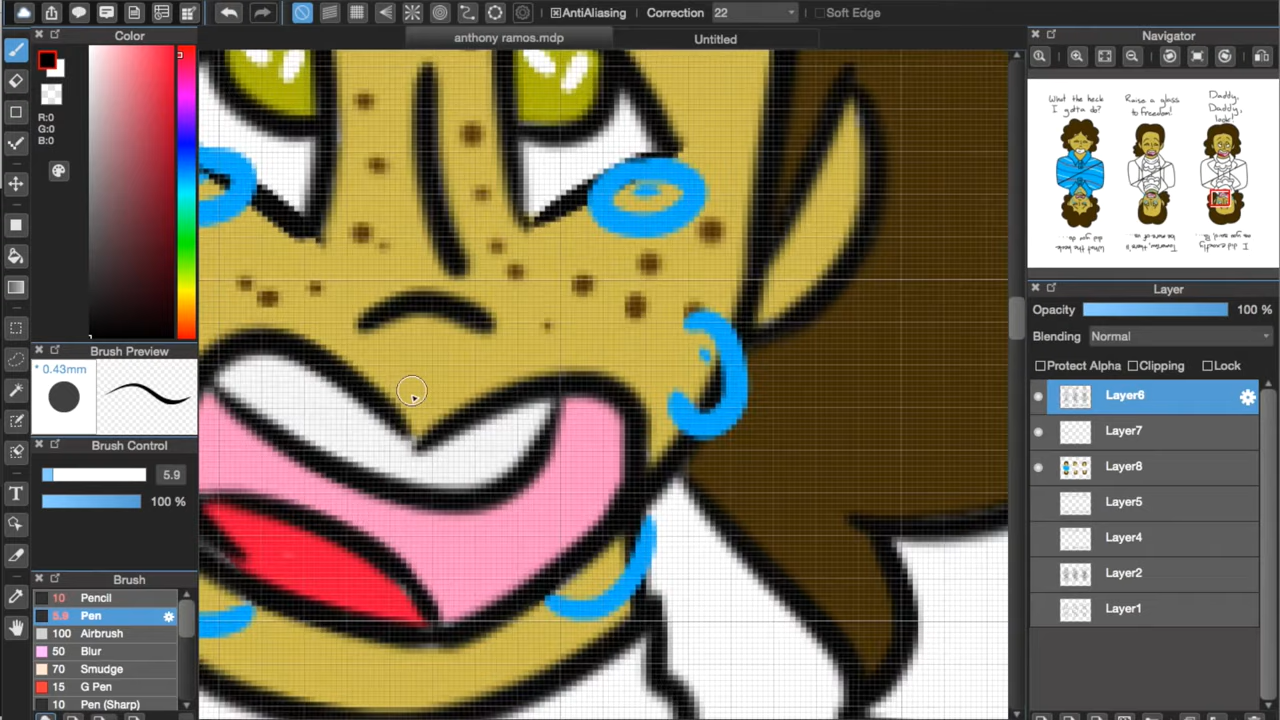 AntiAliasing Correction 22 Soft Edge
Color
anthony ramos.mdp Untitled
Navigator
R:0
G:0
B:0
What the heck I gotta do?
Raise a glass to freedom!
Daddy, Daddy, look!
Layer
Opacity 100 %
Blending Normal
Protect Alpha Clipping Lock
Brush Preview
* 0.43mm
Layer6
Layer7
Layer8
Layer5
Layer4
Layer2
Layer1
Brush Control
5.9
100 %
T
Brush
10 Pencil
5.9 Pen
100 Airbrush
50 Blur
70 Smudge
15 G Pen
10 Pen (Sharp)